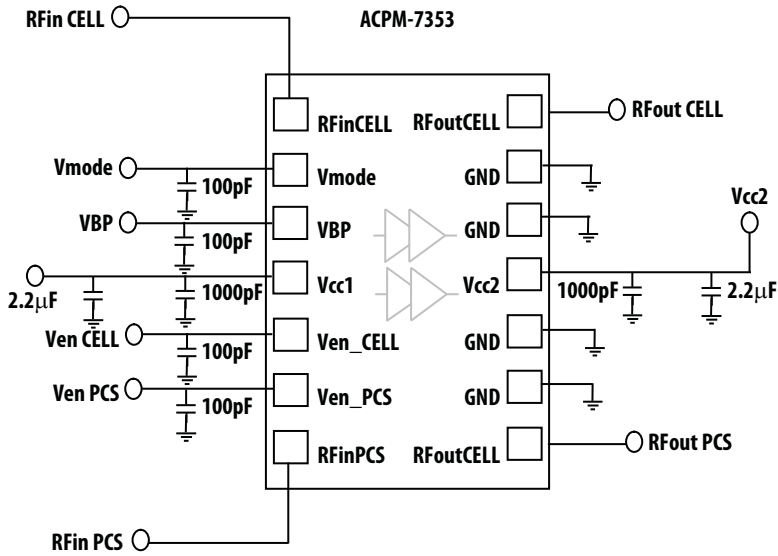 RFin CELL
ACPM-7353
RFinCELL
RFoutCELL
RFout CELL
Vmode
100pF
Vmode
GND
VBP
100pF
VBP
GND
Vcc2
2.2μF
1000pF
Vcc1
Vcc2
1000pF
2.2μF
Ven CELL
100pF
Ven_CELL
GND
Ven PCS
100pF
Ven_PCS
GND
RFinPCS
RFoutCELL
RFout PCS
RFin PCS